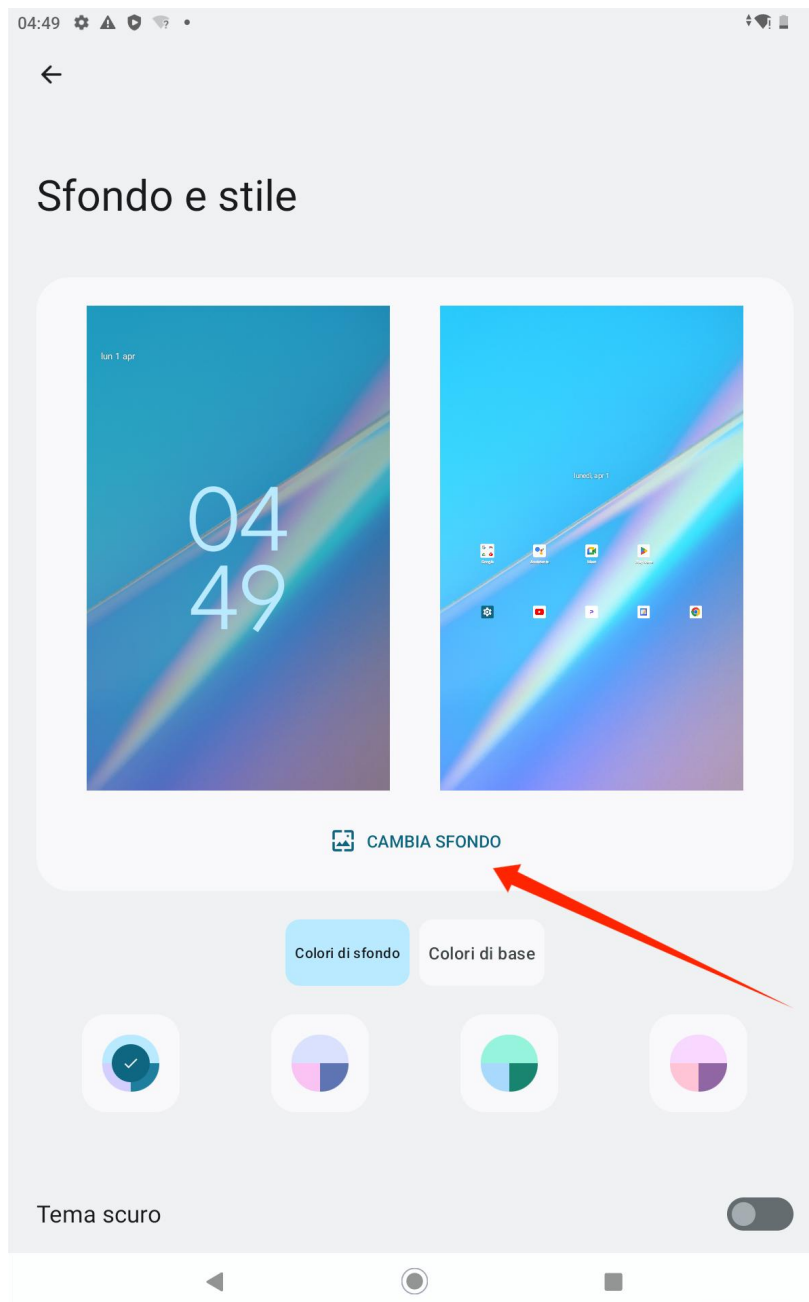 04:49
Sfondo e stile
lun 1 apr
04
49
lunedì, apr 1
Google
CAMBIA SFONDO
Colori di sfondo
Colori di base
Tema scuro